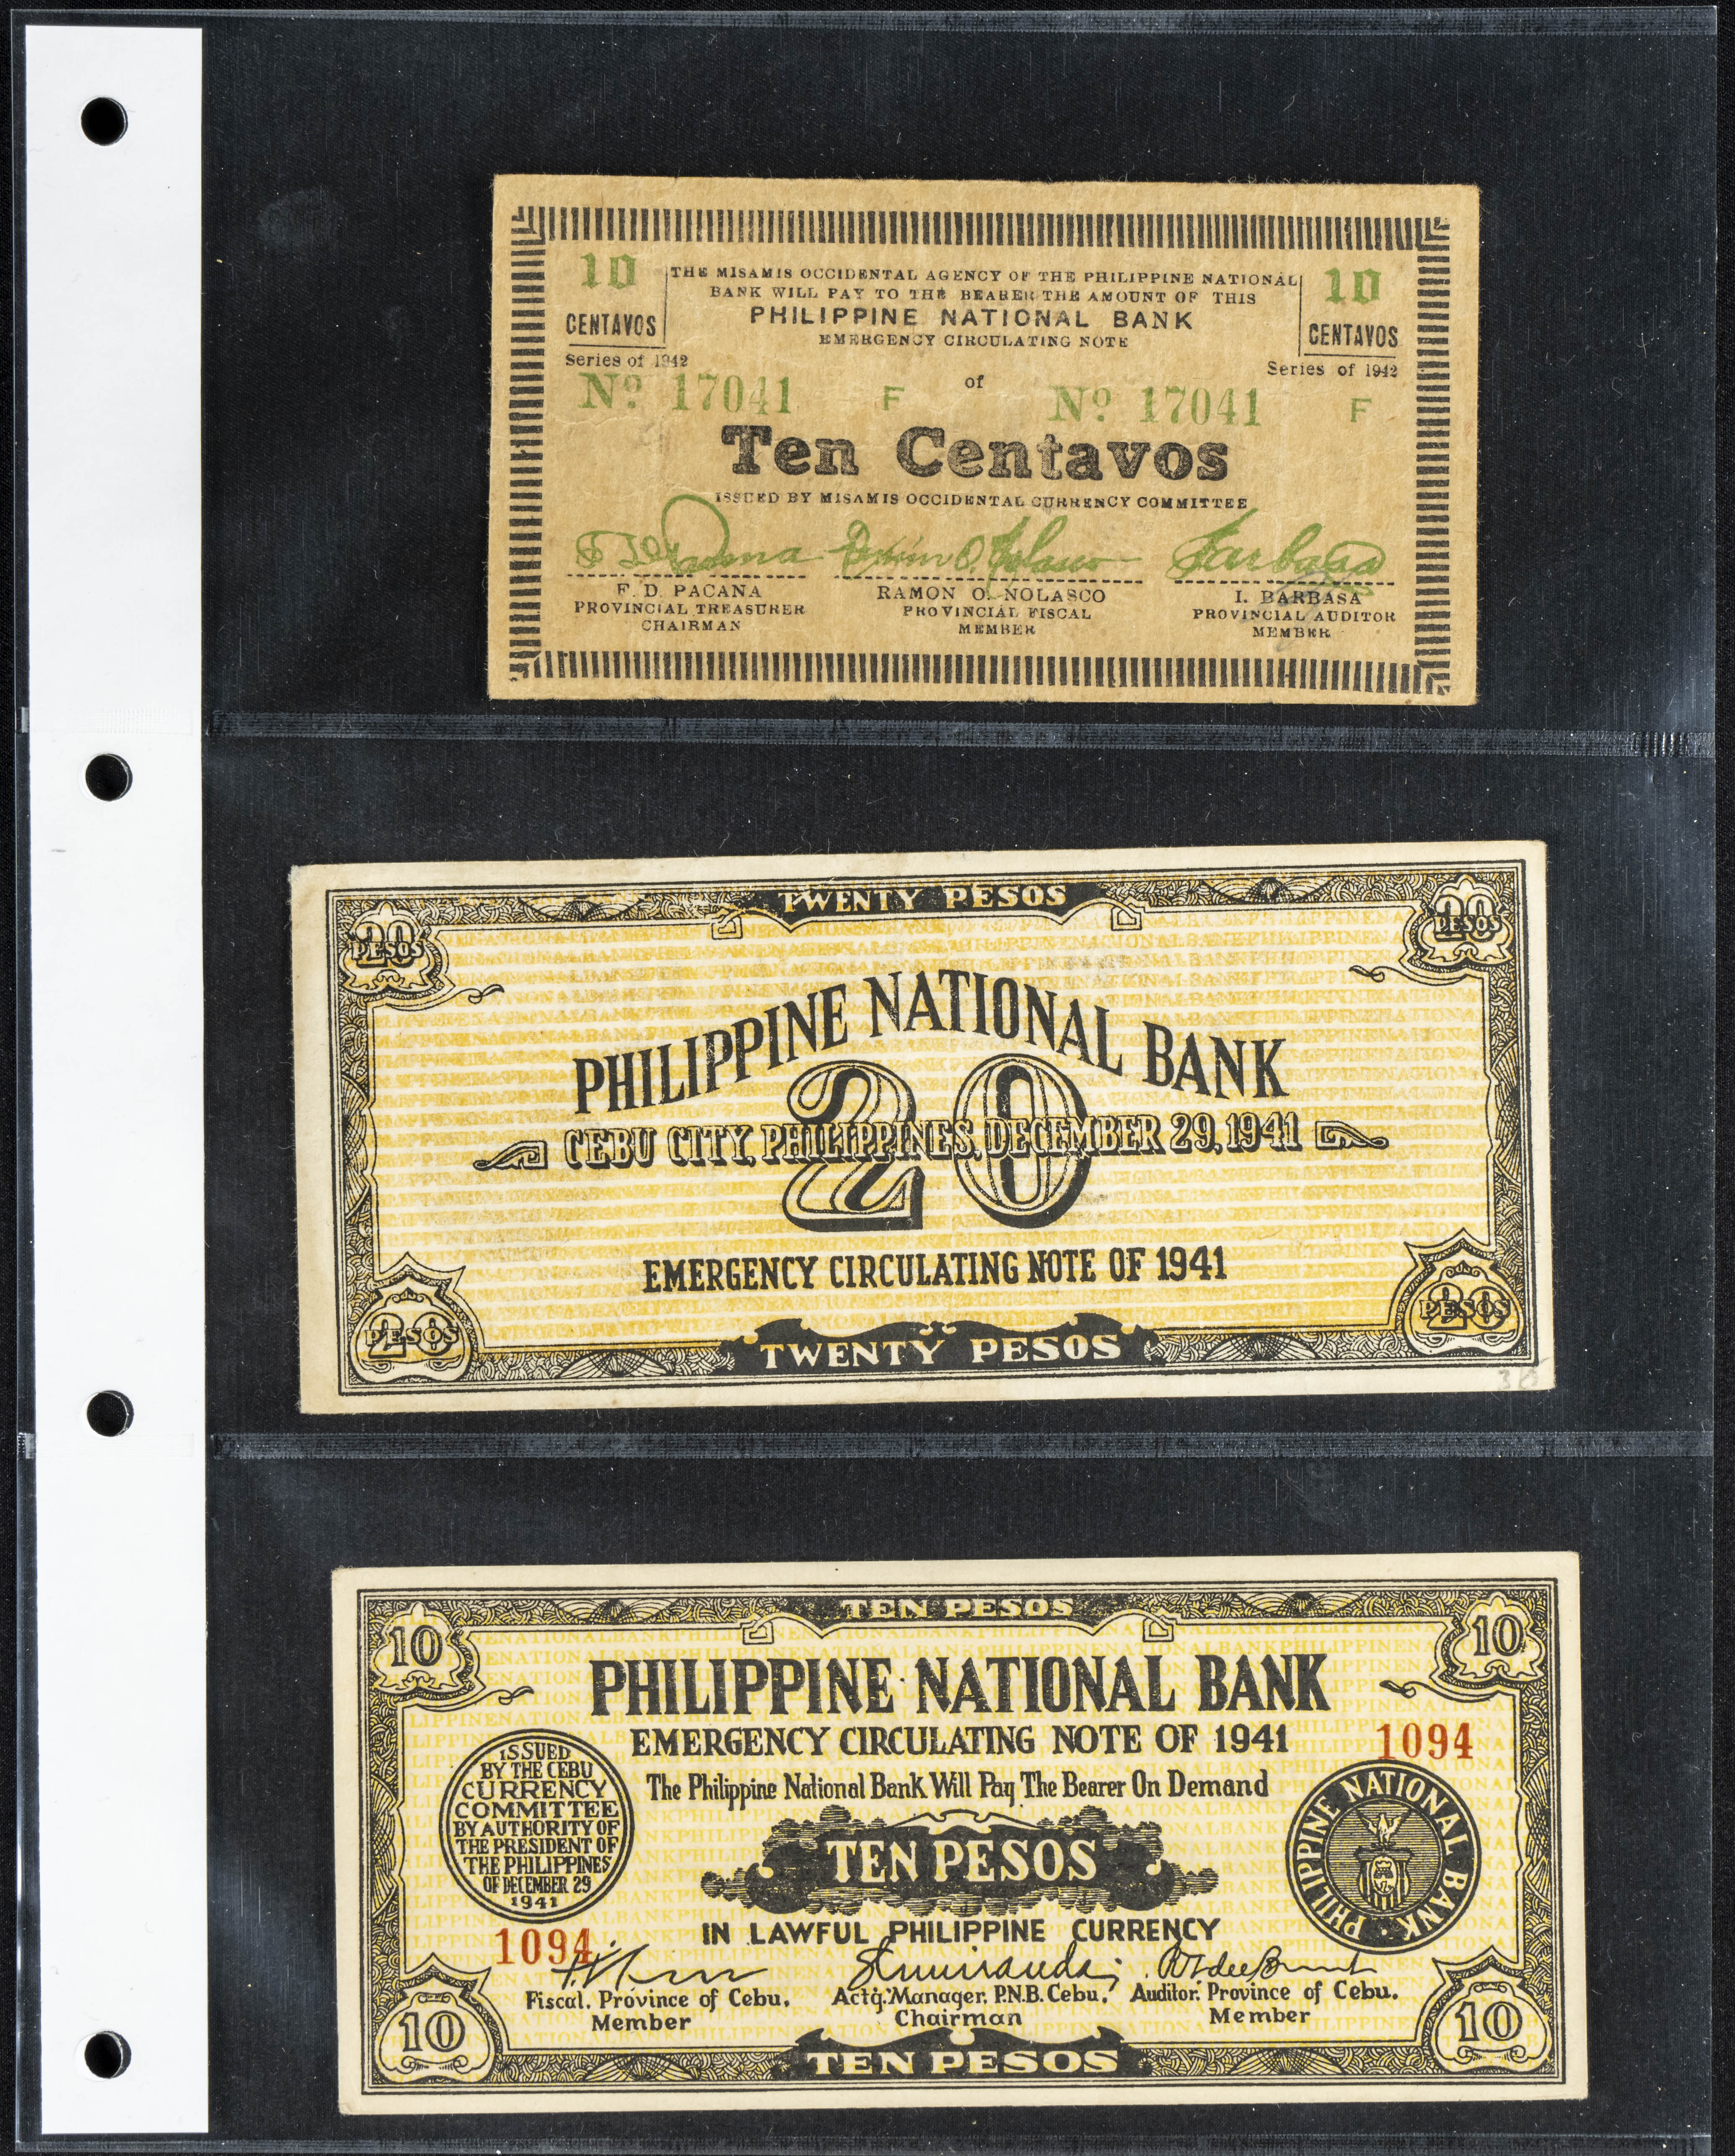 10
CENTAVOS
Series of 1942
THE MISAMIS OCCIDENTAL AGENCY OF THE PHILIPPINE NATIONAL
BANK WILL PAY TO THE BEARER THE AMOUNT OF THIS
PHILIPPINE NATIONAL BANK
EMERGENCY CIRCULATING NOTE
of
10
CENTAVOS
Series of 1942
Nº 17041 F
Nº 17041 F
Ten Centavos
ISSUED BY MISAMIS OCCIDENTAL CURRENCY COMMITTEE
F. D. PACANA
PROVINCIAL TREASURER
CHAIRMAN
RAMON O. NOLASCO
PROVINCIAL FISCAL
MEMBER
I. BARBASA
PROVINCIAL AUDITOR
MEMBER
TWENTY PESOS
20 PESOS
20 PESOS
PHILIPPINE NATIONAL BANK
20
CEBU CITY, PHILIPPINES, DECEMBER 29, 1941
EMERGENCY CIRCULATING NOTE OF 1941
20 PESOS
20 PESOS
TWENTY PESOS
TEN PESOS
10
10
PHILIPPINE NATIONAL BANK
EMERGENCY CIRCULATING NOTE OF 1941
1094
The Philippine National Bank Will Pay The Bearer On Demand
ISSUED
BY THE CEBU
CURRENCY
COMMITTEE
BY AUTHORITY OF
THE PRESIDENT OF
THE PHILIPPINES
OF DECEMBER 29
1941
TEN PESOS
PHILIPPINE NATIONAL BANK
IN LAWFUL PHILIPPINE CURRENCY
1094
Fiscal, Province of Cebu.
Member
Actg. Manager, P.N.B. Cebu.
Chairman
Auditor. Province of Cebu.
Member
10
10
TEN PESOS